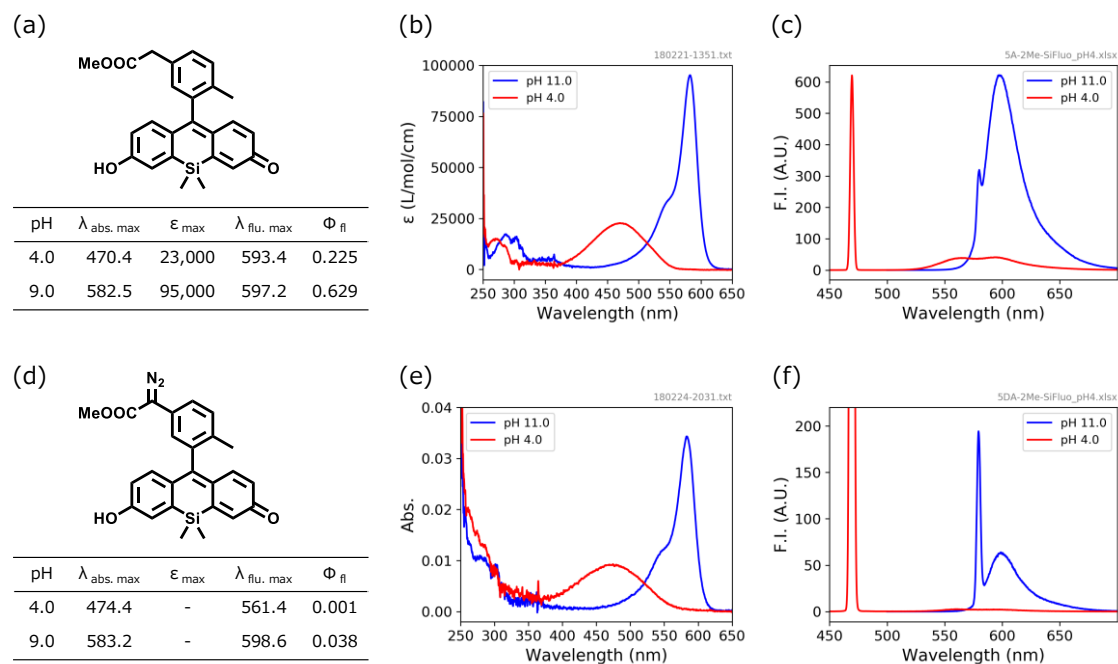 (a)
MeOOC
HO
Si
O
pH λ abs. max ε max λ flu. max Φ fl
4.0 470.4 23,000 593.4 0.225
9.0 582.5 95,000 597.2 0.629
(b)
180221-1351.txt
pH 11.0
pH 4.0
ε (L/mol/cm)
100000
75000
50000
25000
0
250 300 350 400 450 500 550 600 650
Wavelength (nm)
(c)
5A-2Me-SiFluo_pH4.xlsx
pH 11.0
pH 4.0
F.I. (A.U.)
600
500
400
300
200
100
0
450 500 550 600 650
Wavelength (nm)
(d)
N2
MeOOC
HO
Si
O
pH λ abs. max ε max λ flu. max Φ fl
4.0 474.4 - 561.4 0.001
9.0 583.2 - 598.6 0.038
(e)
180224-2031.txt
pH 11.0
pH 4.0
Abs.
0.04
0.03
0.02
0.01
0.00
250 300 350 400 450 500 550 600 650
Wavelength (nm)
(f)
5DA-2Me-SiFluo_pH4.xlsx
pH 11.0
pH 4.0
F.I. (A.U.)
200
150
100
50
0
450 500 550 600 650
Wavelength (nm)